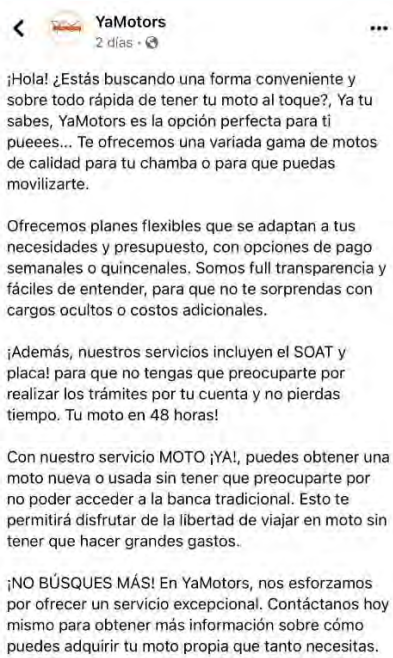 YaMotors
2 días ·
¡Hola! ¿Estás buscando una forma conveniente y
sobre todo rápida de tener tu moto al toque?, Ya tu
sabes, YaMotors es la opción perfecta para ti
pueees... Te ofrecemos una variada gama de motos
de calidad para tu chamba o para que puedas
movilizarte.
Ofrecemos planes flexibles que se adaptan a tus
necesidades y presupuesto, con opciones de pago
semanales o quincenales. Somos full transparencia y
fáciles de entender, para que no te sorprendas con
cargos ocultos o costos adicionales.
¡Además, nuestros servicios incluyen el SOAT y
placa! para que no tengas que preocuparte por
realizar los trámites por tu cuenta y no pierdas
tiempo. Tu moto en 48 horas!
Con nuestro servicio MOTO ¡YA!, puedes obtener una
moto nueva o usada sin tener que preocuparte por
no poder acceder a la banca tradicional. Esto te
permitirá disfrutar de la libertad de viajar en moto sin
tener que hacer grandes gastos.
¡NO BÚSQUES MÁS! En YaMotors, nos esforzamos
por ofrecer un servicio excepcional. Contáctanos hoy
mismo para obtener más información sobre cómo
puedes adquirir tu moto propia que tanto necesitas.